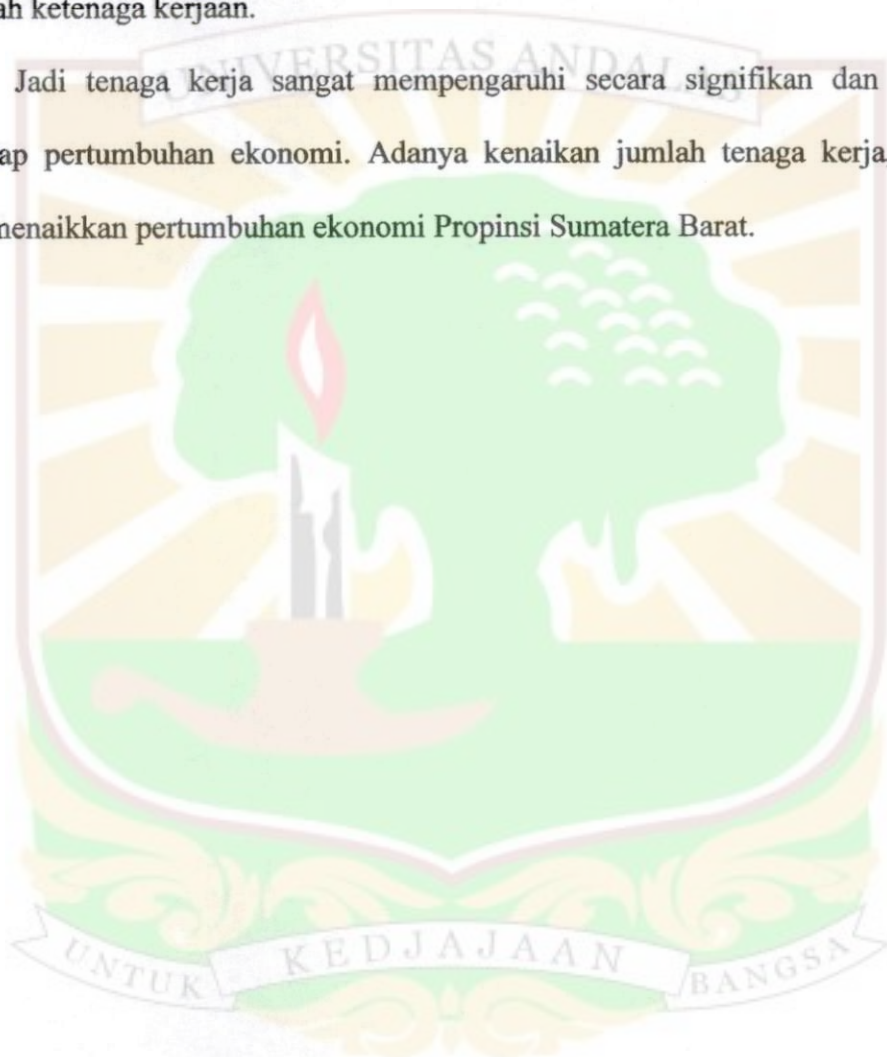 ah ketenaga kerjaan.
UNIVERSITAS ANDALAS
Jadi tenaga kerja sangat mempengaruhi secara signifikan dan
ap pertumbuhan ekonomi. Adanya kenaikan jumlah tenaga kerja,
menaikkan pertumbuhan ekonomi Propinsi Sumatera Barat.
UNTUK KEDJAJAAN BANGSA